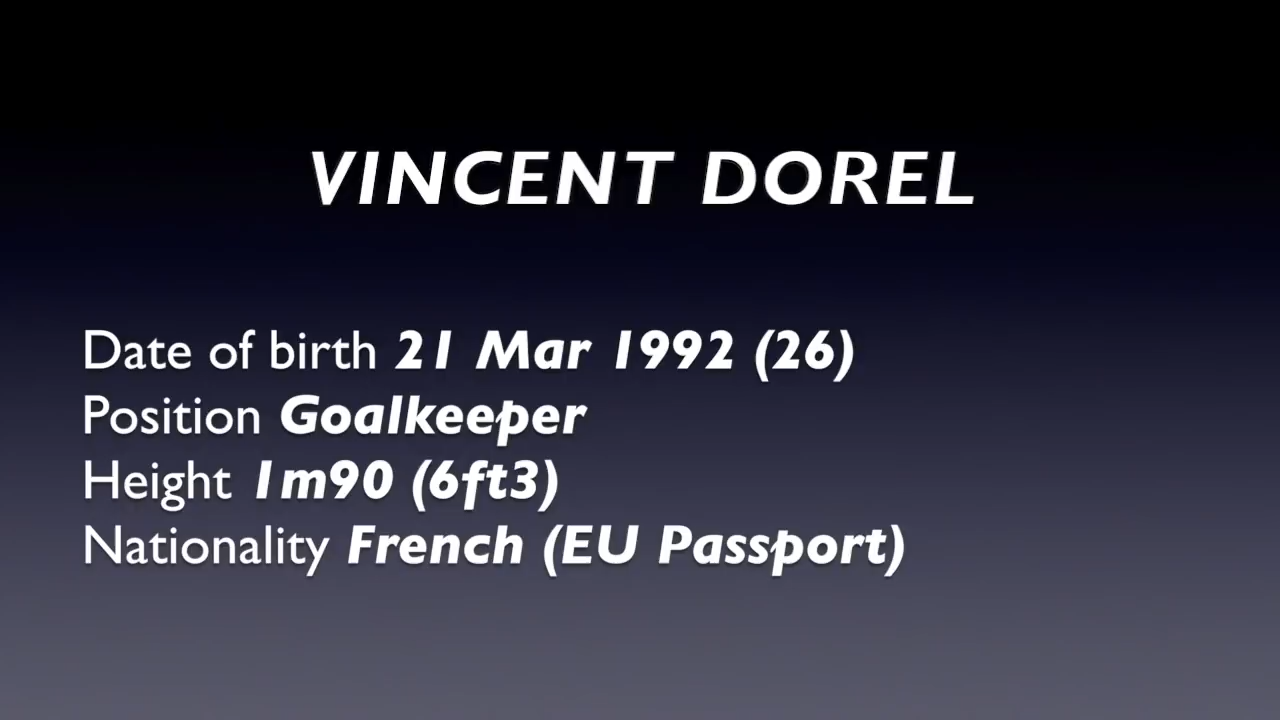 VINCENT DOREL
Date of birth 21 Mar 1992 (26)
Position Goalkeeper
Height 1m90 (6ft3)
Nationality French (EU Passport)